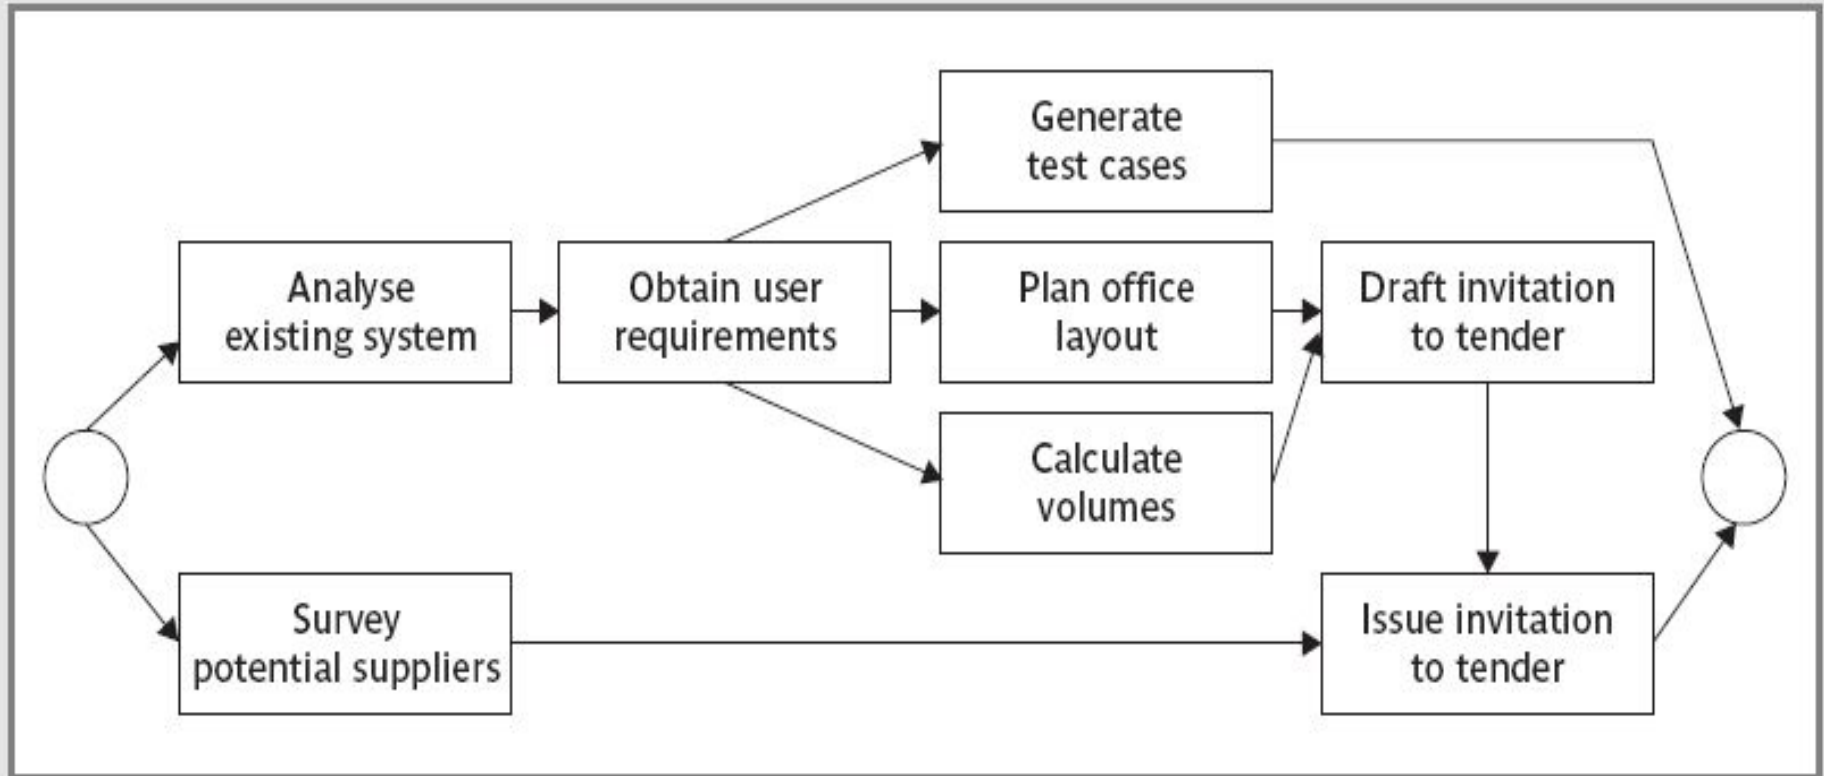 Generate
test cases
Analyse
existing system
Obtain user
requirements
Plan office
layout
Draft invitation
to tender
Calculate
volumes
Survey
potential suppliers
Issue invitation
to tender